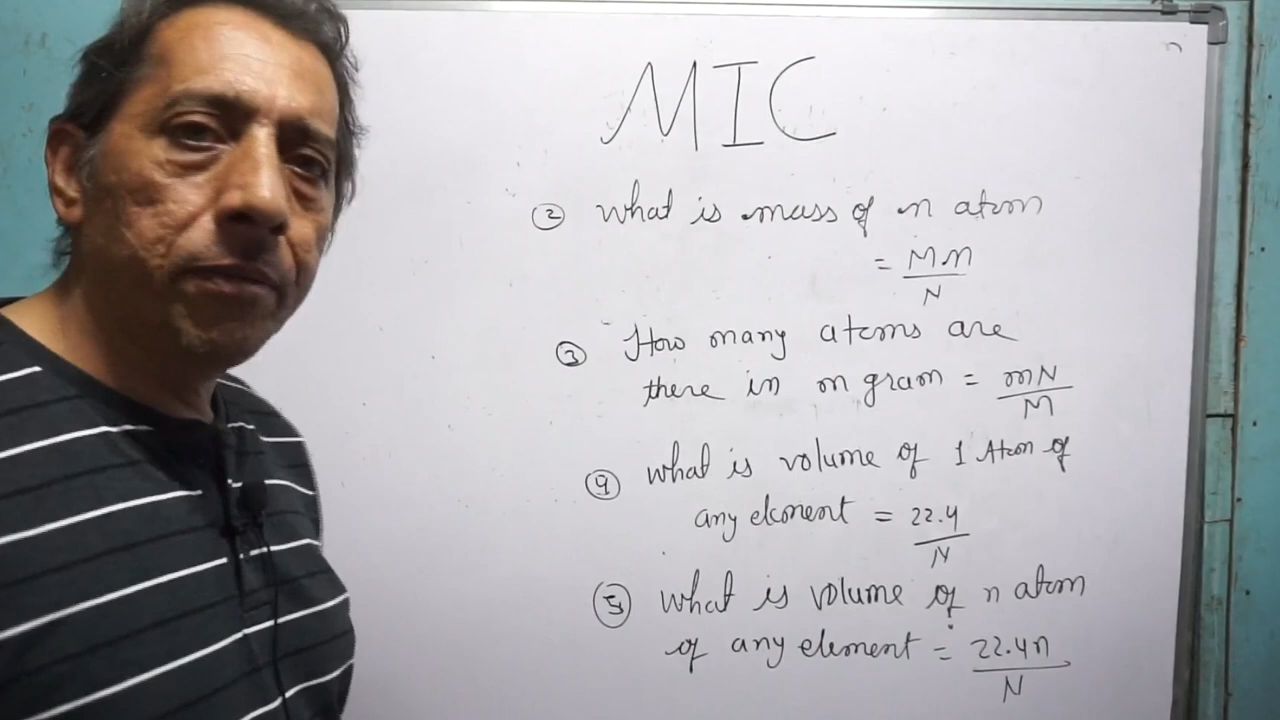 MIC
② What is mass of n atom
= Mn
N
③ How many atoms are
there in m gram = mN
M
④ what is volume of 1 Atom of
any element = 22.4
N
⑤ what is volume of n atom
of any element = 22.4n
N